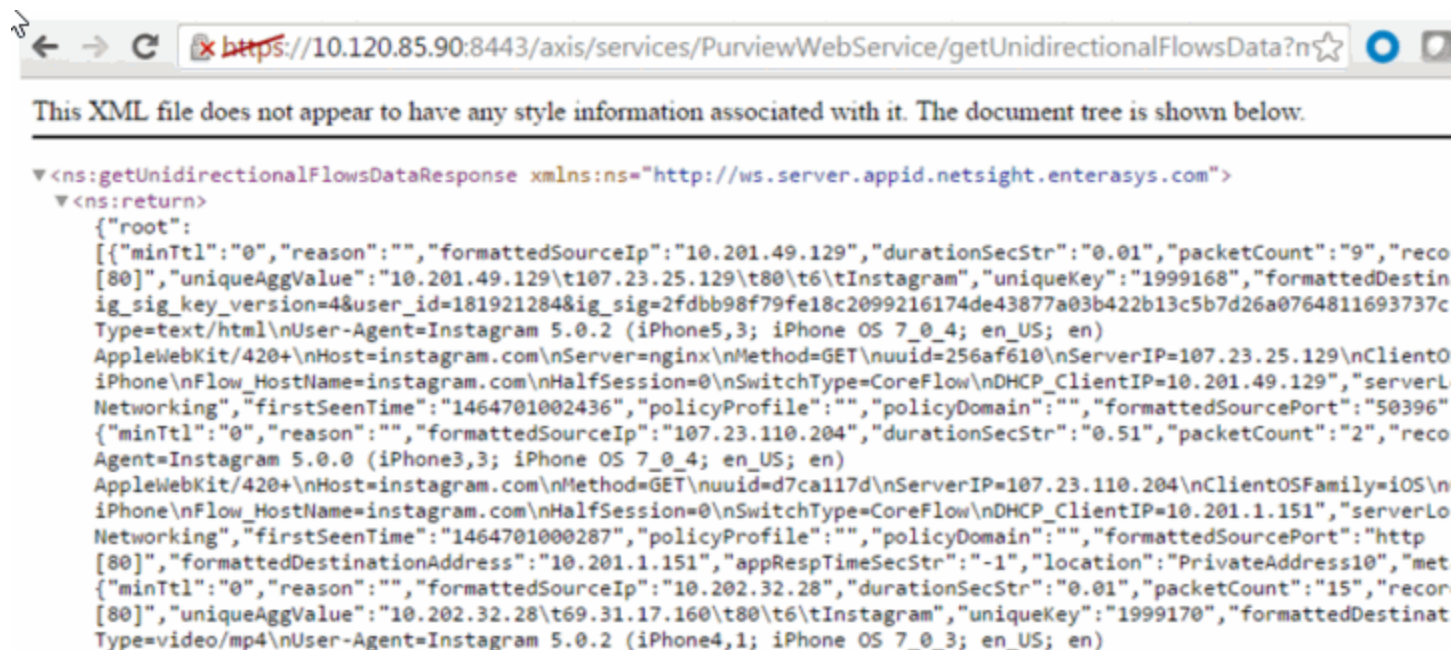 https://10.120.85.90:8443/axis/services/PurviewWebService/getUnidirectionalFlowsData?n
This XML file does not appear to have any style information associated with it. The document tree is shown below.
▼<ns:getUnidirectionalFlowsDataResponse xmlns:ns="http://ws.server.appid.netsight.enterasys.com">
▼<ns:return>
{"root":
[{"minTtl":"0","reason":"","formattedSourceIp":"10.201.49.129","durationSecStr":"0.01","packetCount":"9","reco
[80]","uniqueAggValue":"10.201.49.129\t107.23.25.129\t80\t6\tInstagram","uniqueKey":"1999168","formattedDestin
ig_sig_key_version=4&user_id=181921284&ig_sig=2fdbb98f79fe18c2099216174de43877a03b422b13c5b7d26a0764811693737c
Type=text/html\nUser-Agent=Instagram 5.0.2 (iPhone5,3; iPhone OS 7_0_4; en_US; en)
AppleWebKit/420+\nHost=instagram.com\nServer=nginx\nMethod=GET\nuuid=256af610\nServerIP=107.23.25.129\nClientO
iPhone\nFlow_HostName=instagram.com\nHalfSession=0\nSwitchType=CoreFlow\nDHCP_ClientIP=10.201.49.129","serverL
Networking","firstSeenTime":"1464701002436","policyProfile":"","policyDomain":"","formattedSourcePort":"50396"
{"minTtl":"0","reason":"","formattedSourceIp":"107.23.110.204","durationSecStr":"0.51","packetCount":"2","reco
Agent=Instagram 5.0.0 (iPhone3,3; iPhone OS 7_0_4; en_US; en)
AppleWebKit/420+\nHost=instagram.com\nMethod=GET\nuuid=d7ca117d\nServerIP=107.23.110.204\nClientOSFamily=iOS\n
iPhone\nFlow_HostName=instagram.com\nHalfSession=0\nSwitchType=CoreFlow\nDHCP_ClientIP=10.201.1.151","serverLo
Networking","firstSeenTime":"1464701000287","policyProfile":"","policyDomain":"","formattedSourcePort":"http
[80]","formattedDestinationAddress":"10.201.1.151","appRespTimeSecStr":"-1","location":"PrivateAddress10","met
{"minTtl":"0","reason":"","formattedSourceIp":"10.202.32.28","durationSecStr":"0.01","packetCount":"15","recor
[80]","uniqueAggValue":"10.202.32.28\t69.31.17.160\t80\t6\tInstagram","uniqueKey":"1999170","formattedDestinat
Type=video/mp4\nUser-Agent=Instagram 5.0.2 (iPhone4,1; iPhone OS 7_0_3; en_US; en)